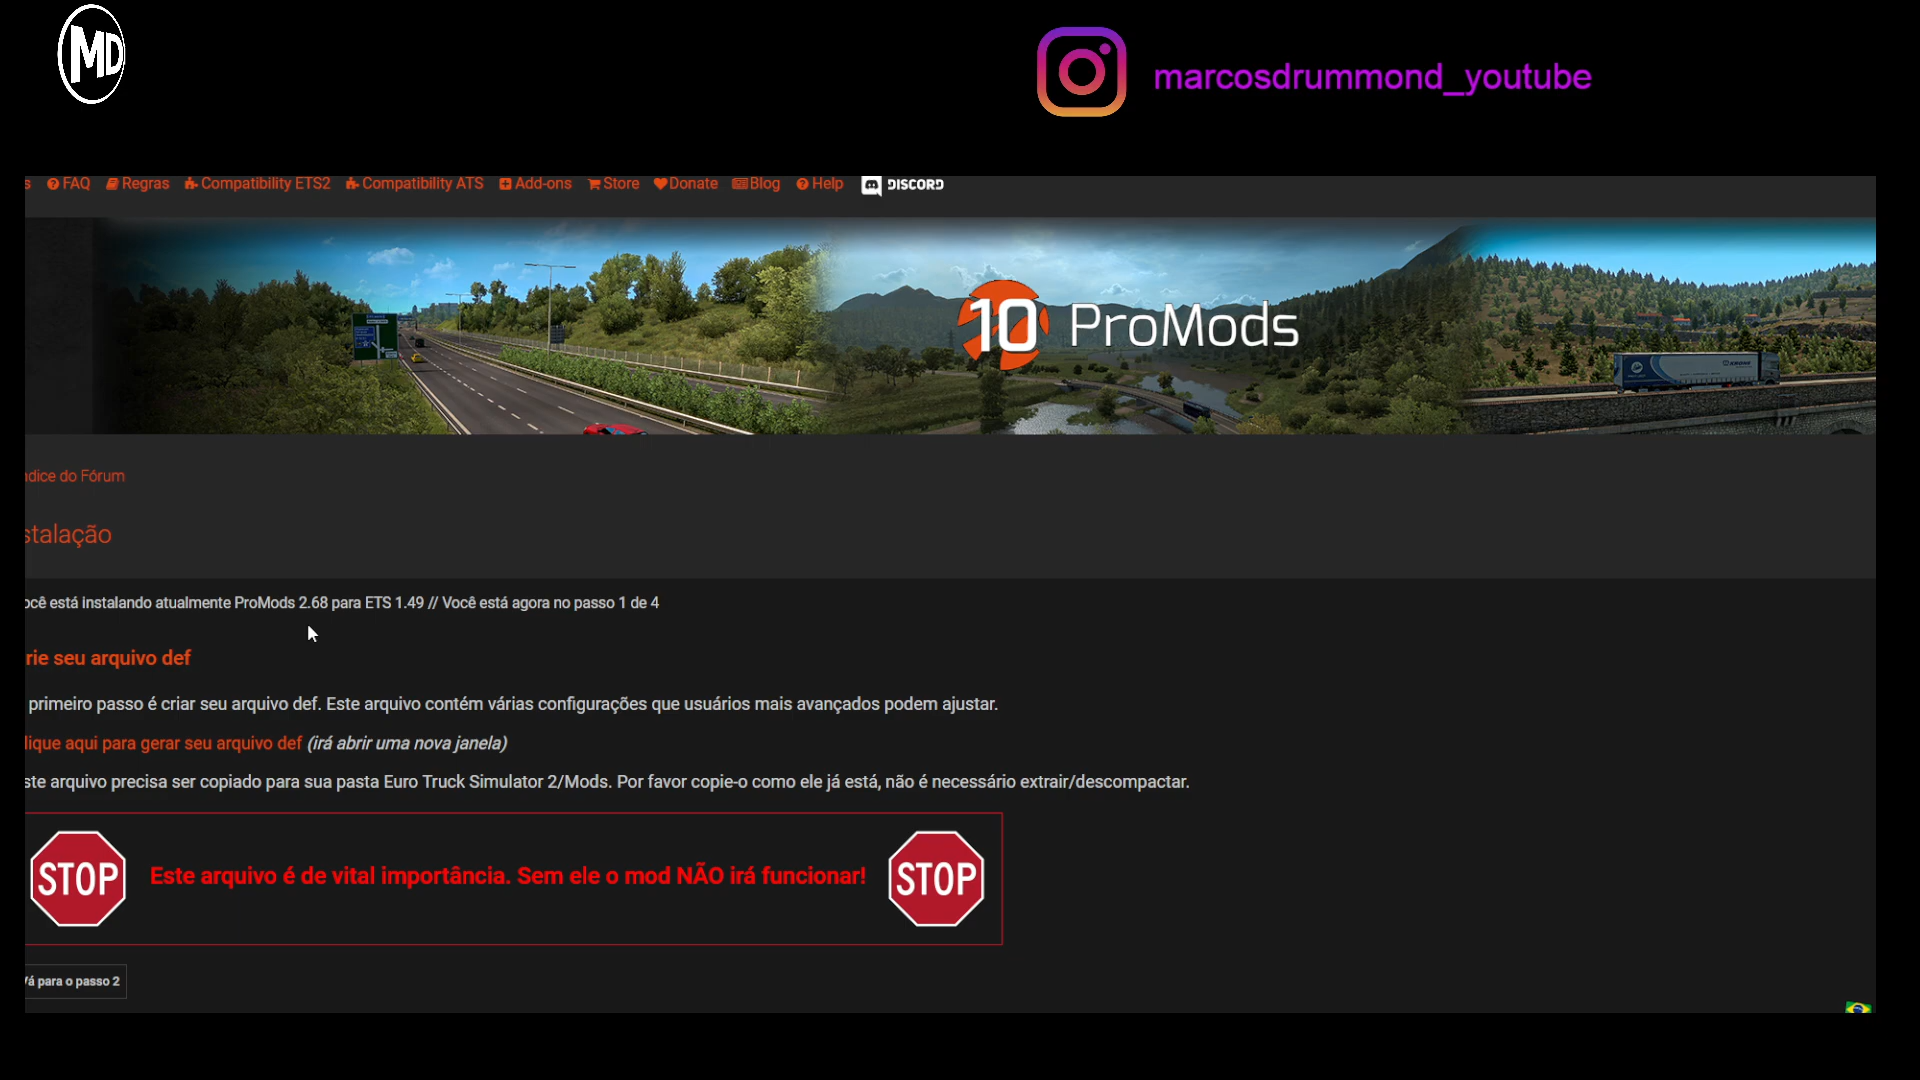 MD
marcosdrummond_youtube
s FAQ Regras Compatibility ETS2 Compatibility ATS Add-ons Store Donate Blog Help DISCORD
10 ProMods
ndice do Fórum
stalação
ocê está instalando atualmente ProMods 2.68 para ETS 1.49 // Você está agora no passo 1 de 4
rie seu arquivo def
primeiro passo é criar seu arquivo def. Este arquivo contém várias configurações que usuários mais avançados podem ajustar.
lique aqui para gerar seu arquivo def (irá abrir uma nova janela)
ste arquivo precisa ser copiado para sua pasta Euro Truck Simulator 2/Mods. Por favor copie-o como ele já está, não é necessário extrair/descompactar.
STOP Este arquivo é de vital importância. Sem ele o mod NÃO irá funcionar! STOP
Vá para o passo 2